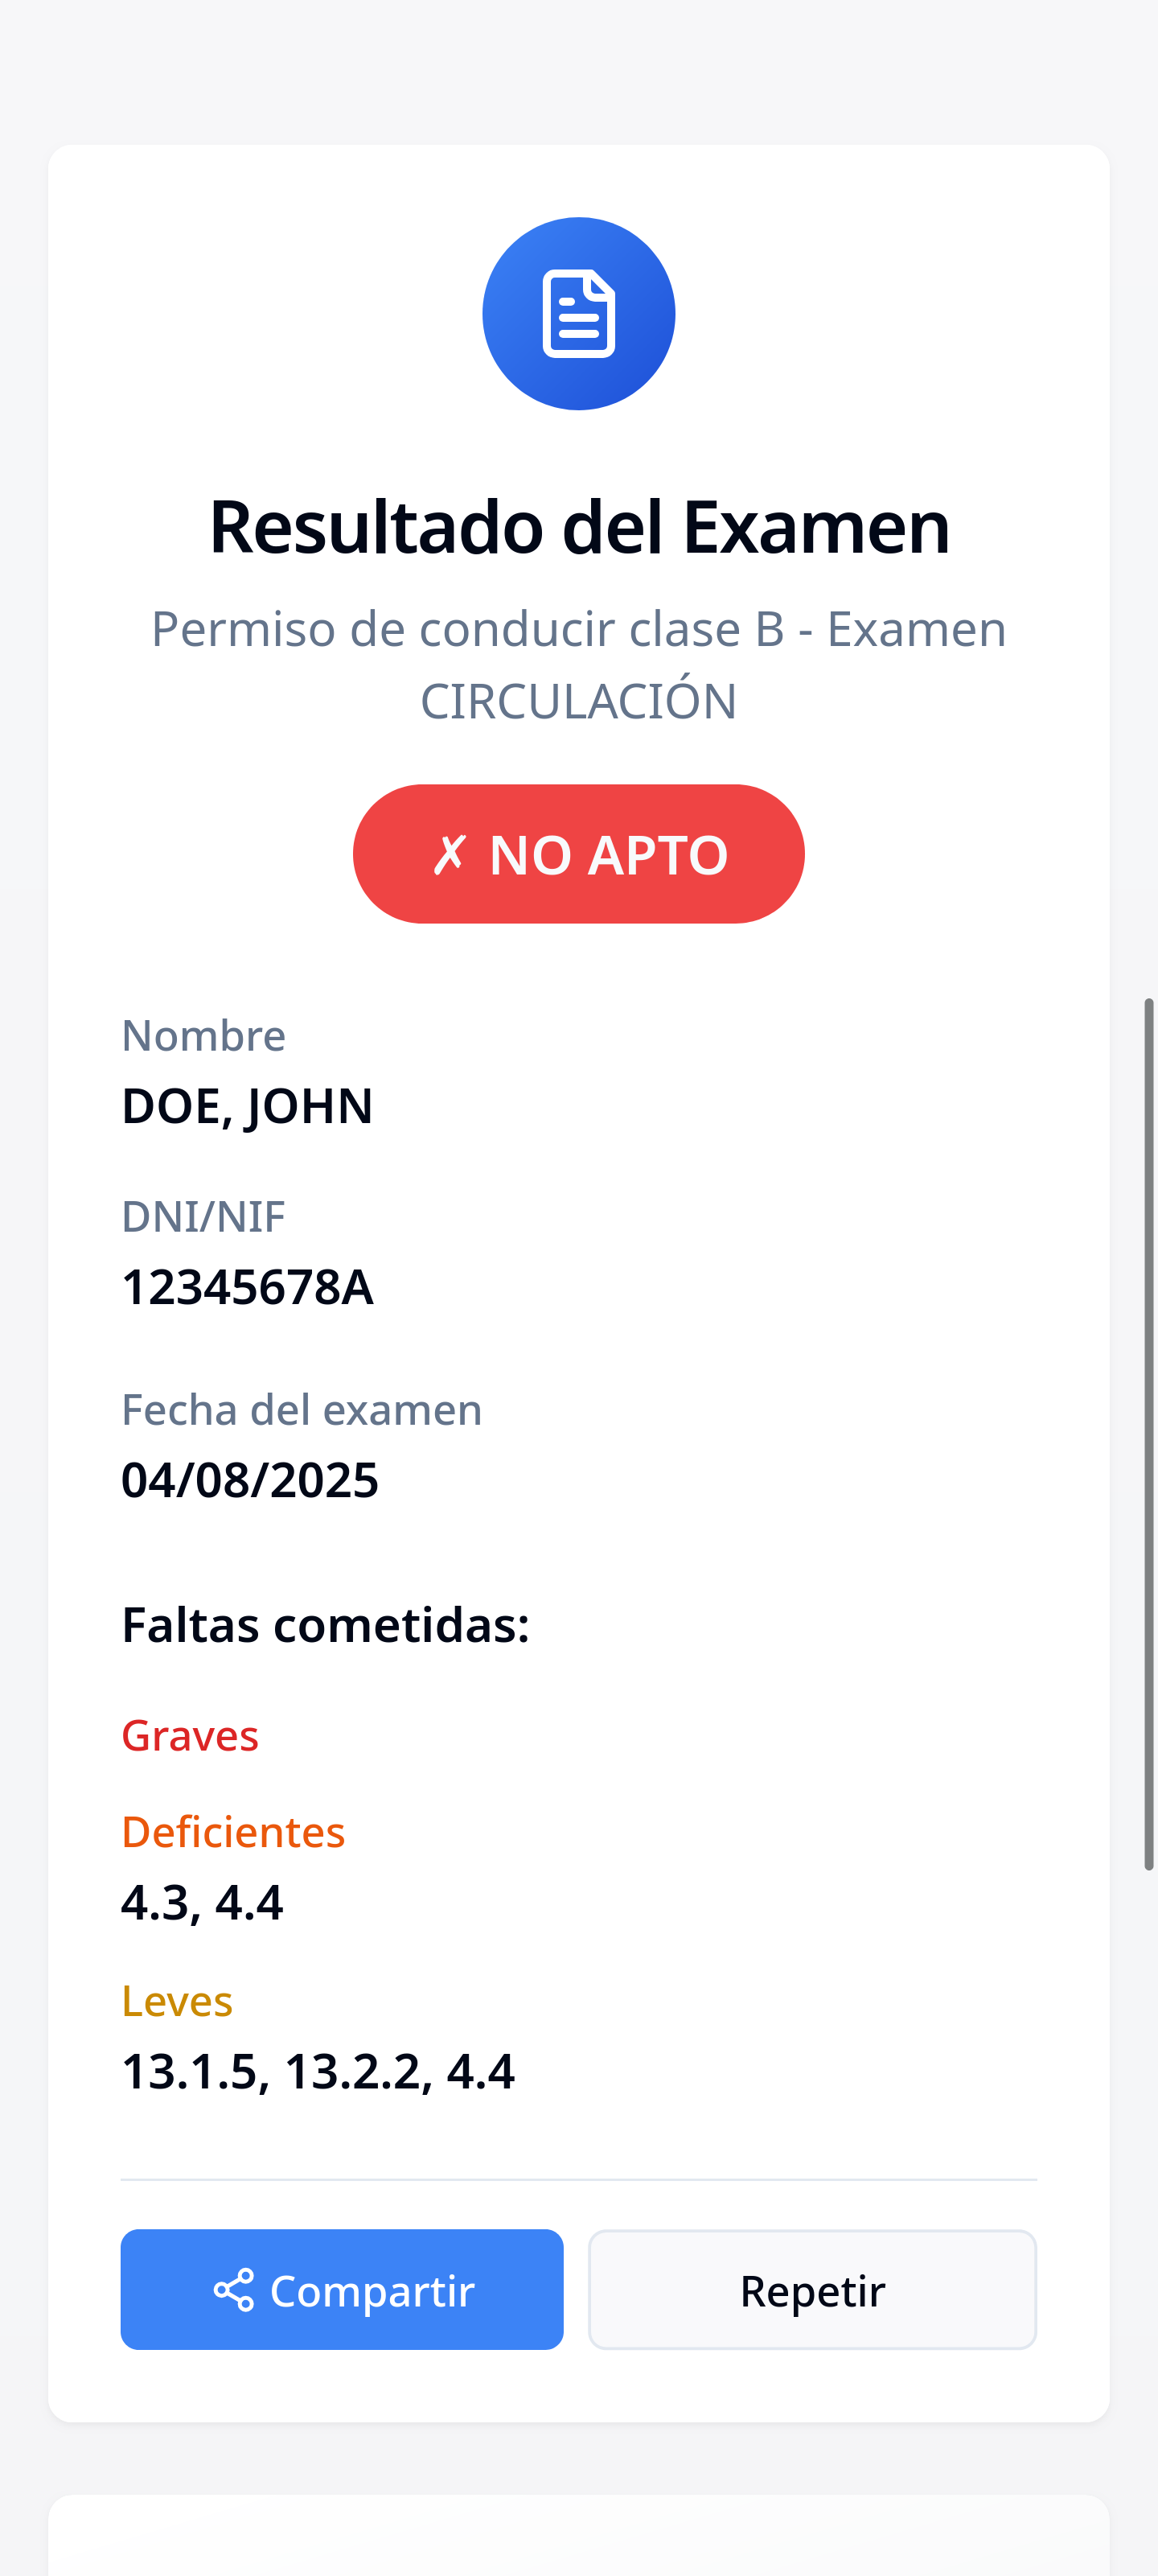 Resultado del Examen
Permiso de conducir clase B - Examen
CIRCULACIÓN
✗ NO APTO
Nombre
DOE, JOHN
DNI/NIF
12345678A
Fecha del examen
04/08/2025
Faltas cometidas:
Graves
Deficientes
4.3, 4.4
Leves
13.1.5, 13.2.2, 4.4
Compartir
Repetir